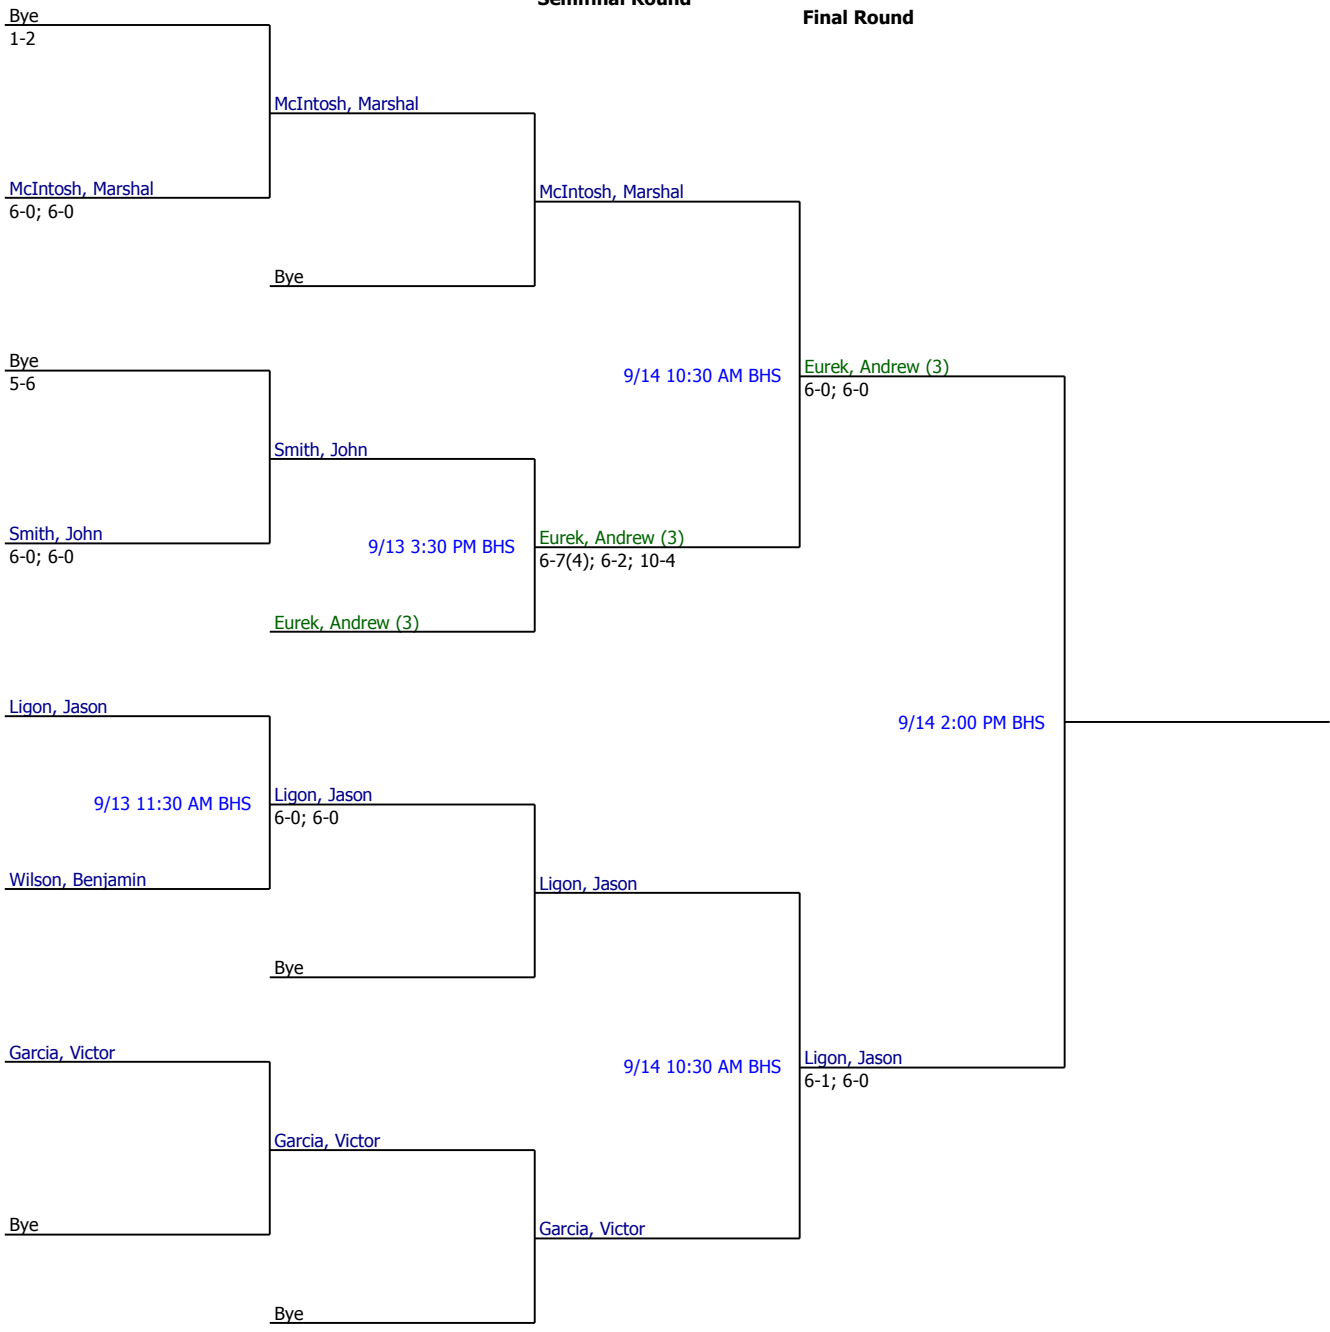 Semifinal Round
Final Round
Bye
1-2
McIntosh, Marshal
McIntosh, Marshal
6-0; 6-0
McIntosh, Marshal
Bye
Bye
5-6
9/14 10:30 AM BHS
Eurek, Andrew (3)
6-0; 6-0
Smith, John
Smith, John
6-0; 6-0
9/13 3:30 PM BHS
Eurek, Andrew (3)
6-7(4); 6-2; 10-4
Eurek, Andrew (3)
Ligon, Jason
9/14 2:00 PM BHS
9/13 11:30 AM BHS
Ligon, Jason
6-0; 6-0
Wilson, Benjamin
Ligon, Jason
Bye
Garcia, Victor
9/14 10:30 AM BHS
Ligon, Jason
6-1; 6-0
Garcia, Victor
Bye
Garcia, Victor
Bye